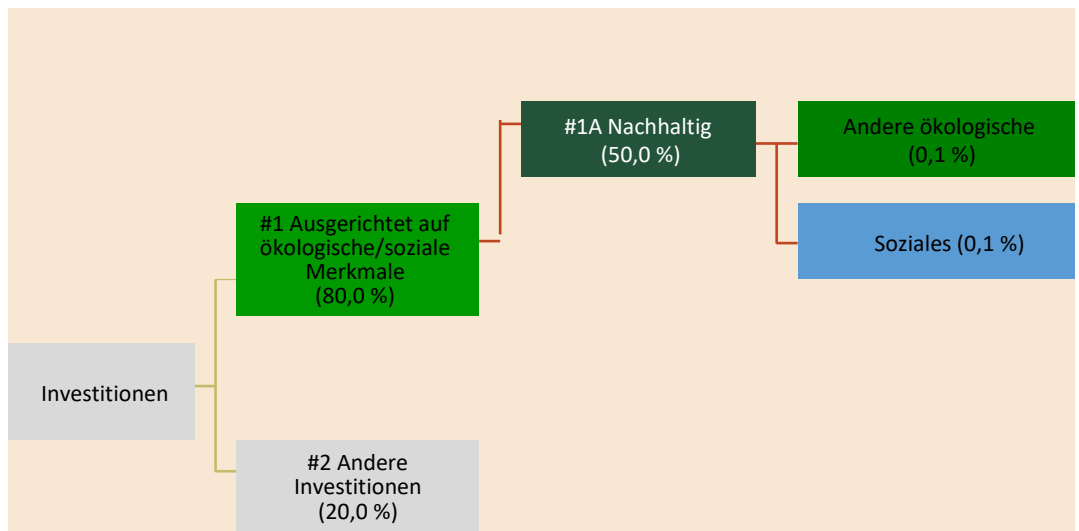 #1A Nachhaltig
(50,0 %)
Andere ökologische
(0,1 %)
#1 Ausgerichtet auf
ökologische/soziale
Merkmale
(80,0 %)
Soziales (0,1 %)
Investitionen
#2 Andere
Investitionen
(20,0 %)